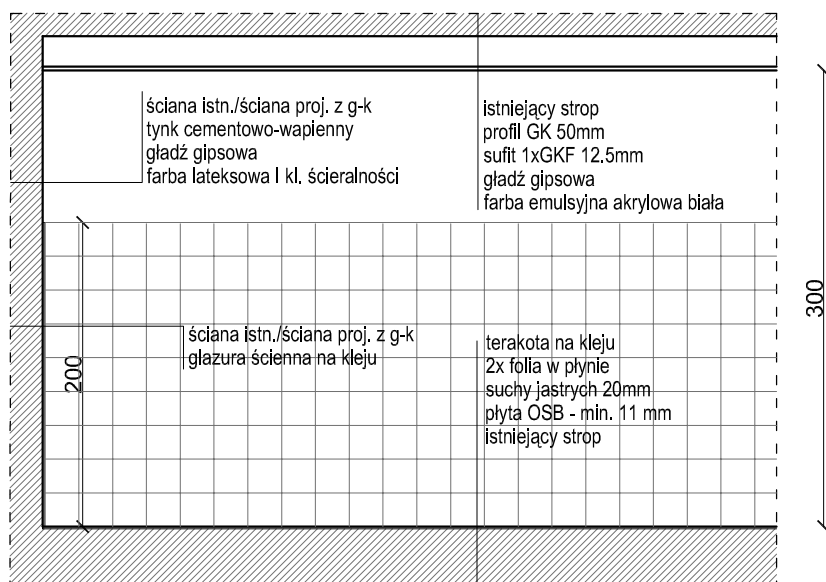 ściana istn./ściana proj. z g-k
tynk cementowo-wapienny
gładź gipsowa
farba lateksowa I kl. ścieralności
istniejący strop
profil GK 50mm
sufit 1xGKF 12.5mm
gładź gipsowa
farba emulsyjna akrylowa biała
300
ściana istn./ściana proj. z g-k
glazura ścienna na kleju
200
terakota na kleju
2x folia w płynie
suchy jastrych 20mm
płyta OSB - min. 11 mm
istniejący strop